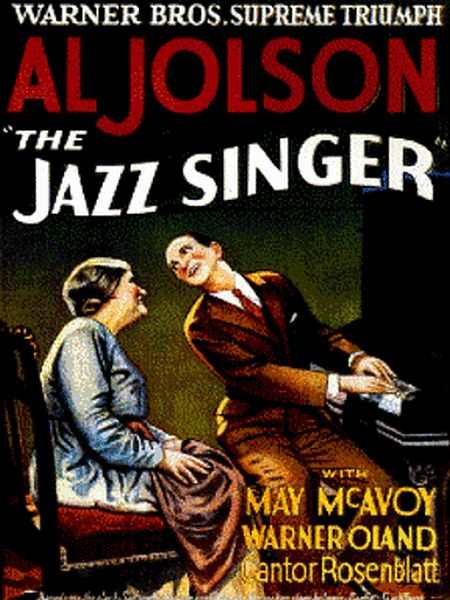 WARNER BROS. SUPREME TRIUMPH
AL JOLSON
"THE
JAZZ SINGER"
WITH
MAY McAVOY
WARNER OLAND
Cantor Rosenblatt